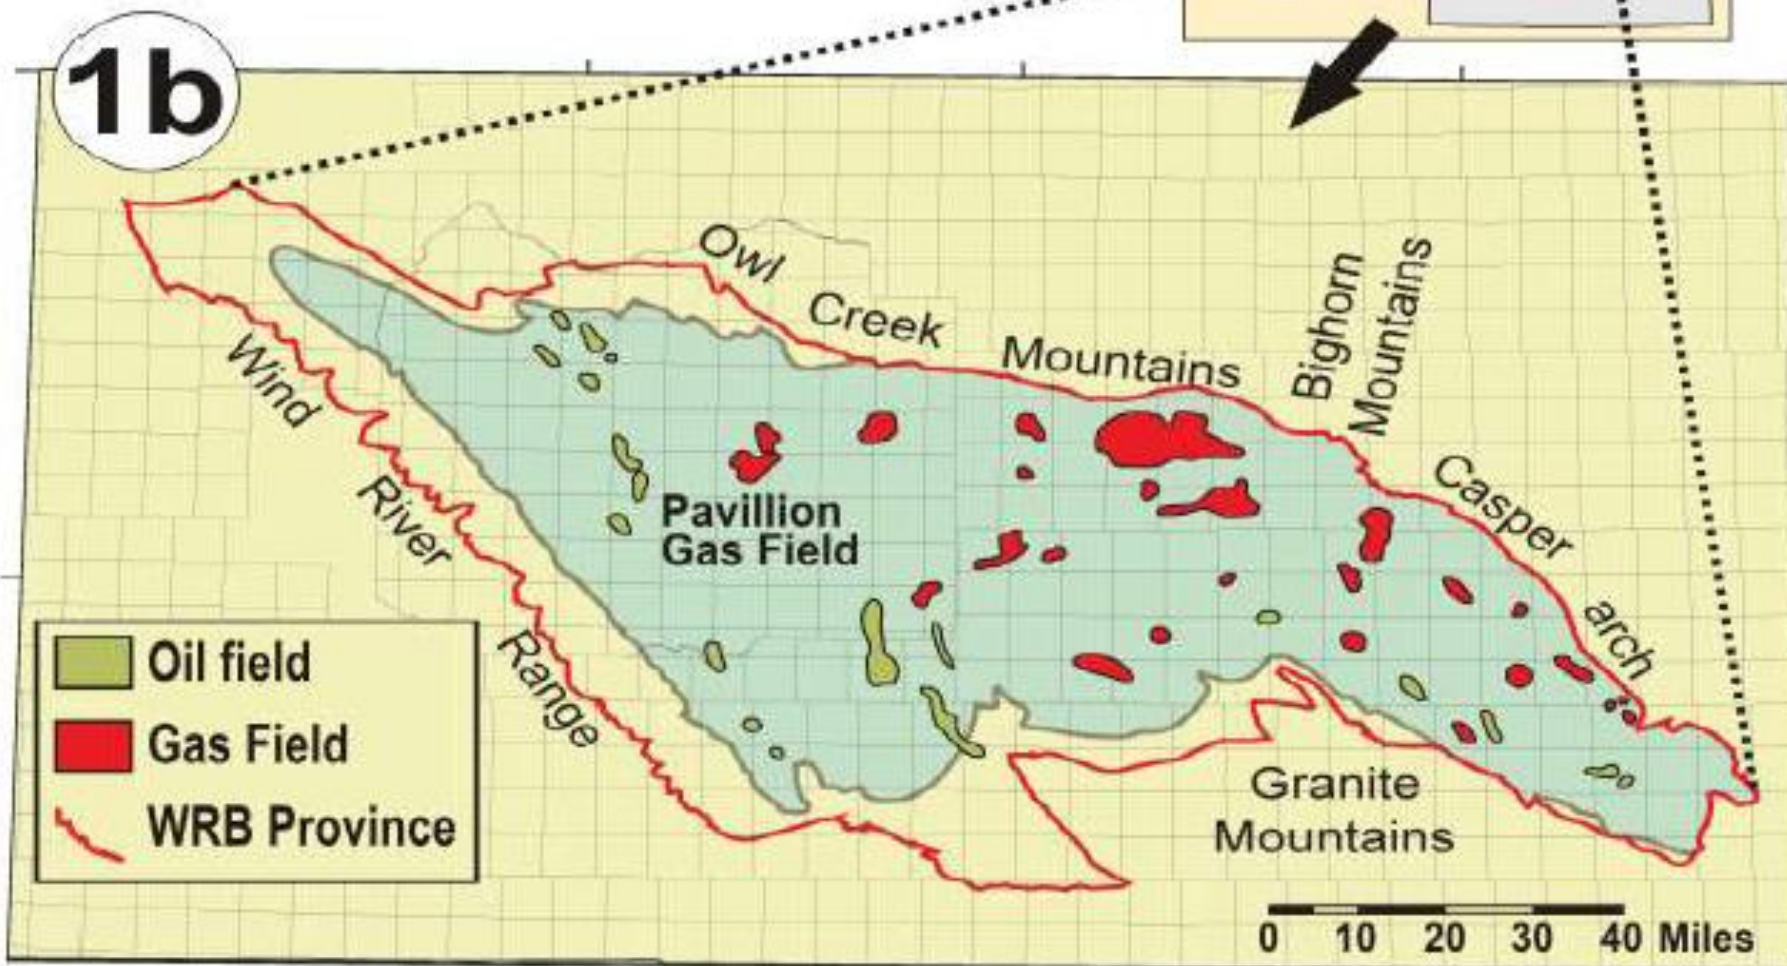 1b
Owl
Creek
Mountains
Bighorn
Mountains
Wind
River
Range
Casper
arch
Pavillion
Gas Field
Oil field
Gas Field
WRB Province
Granite
Mountains
0 10 20 30 40 Miles